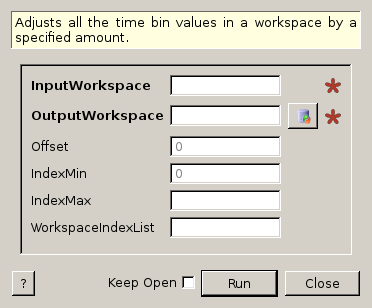 Adjusts all the time bin values in a workspace by a
specified amount.
InputWorkspace
OutputWorkspace
Offset 0
IndexMin 0
IndexMax
WorkspaceIndexList
? Keep Open Run Close